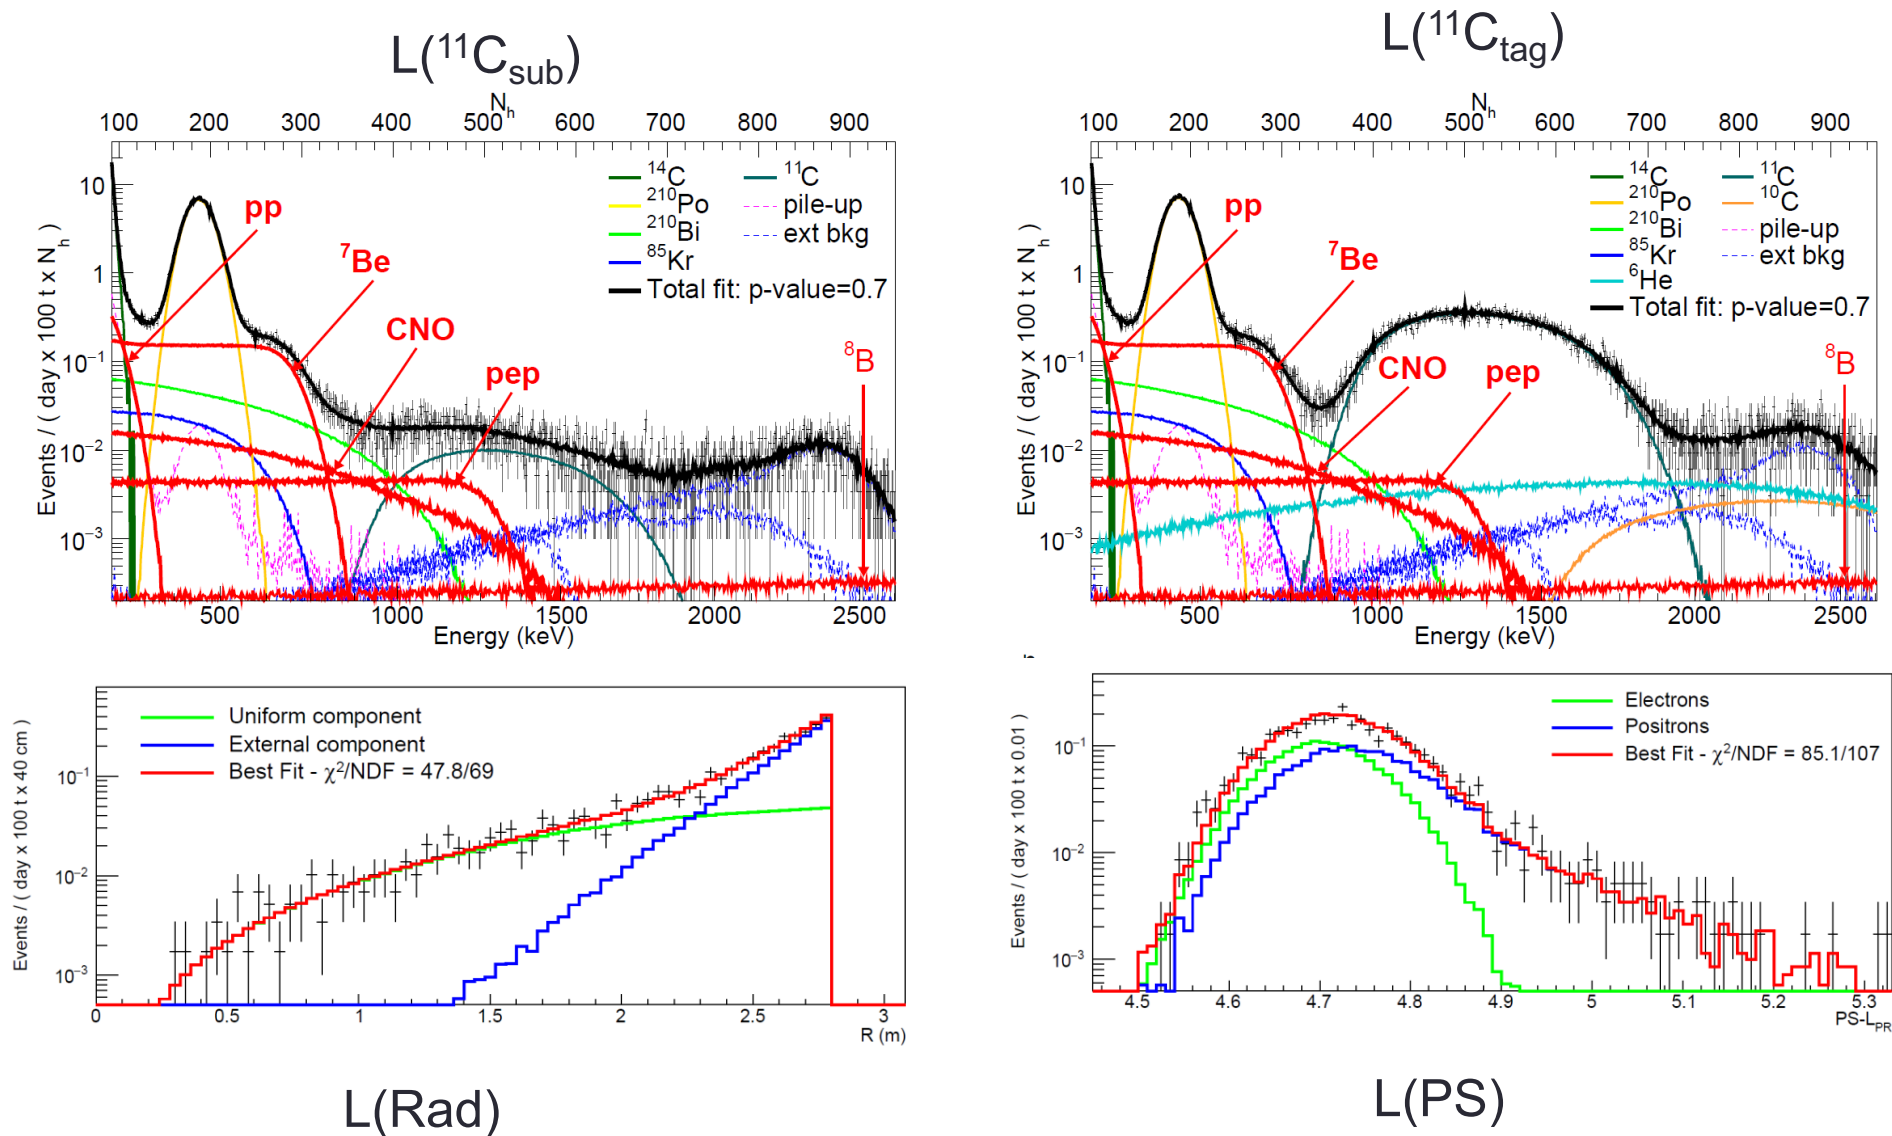 L(¹¹C_sub)
N_h
100 200 300 400 500 600 700 800 900
Events / ( day x 100 t x N_h )
10
1
10⁻¹
10⁻²
10⁻³
¹⁴C
²¹⁰Po
²¹⁰Bi
⁸⁵Kr
¹¹C
pile-up
ext bkg
Total fit: p-value=0.7
pp
⁷Be
CNO
pep
⁸B
500 1000 1500 2000 2500
Energy (keV)
L(¹¹C_tag)
N_h
100 200 300 400 500 600 700 800 900
Events / ( day x 100 t x N_h )
10
1
10⁻¹
10⁻²
10⁻³
¹⁴C
²¹⁰Po
²¹⁰Bi
⁸⁵Kr
⁶He
¹¹C
¹⁰C
pile-up
ext bkg
Total fit: p-value=0.7
pp
⁷Be
CNO
pep
⁸B
500 1000 1500 2000 2500
Energy (keV)
Events / ( day x 100 t x 40 cm )
10⁻¹
10⁻²
10⁻³
Uniform component
External component
Best Fit - χ²/NDF = 47.8/69
0 0.5 1 1.5 2 2.5 3
R (m)
L(Rad)
Events / ( day x 100 t x 0.01 )
10⁻¹
10⁻²
10⁻³
Electrons
Positrons
Best Fit - χ²/NDF = 85.1/107
4.5 4.6 4.7 4.8 4.9 5 5.1 5.2 5.3
PS-L_PR
L(PS)